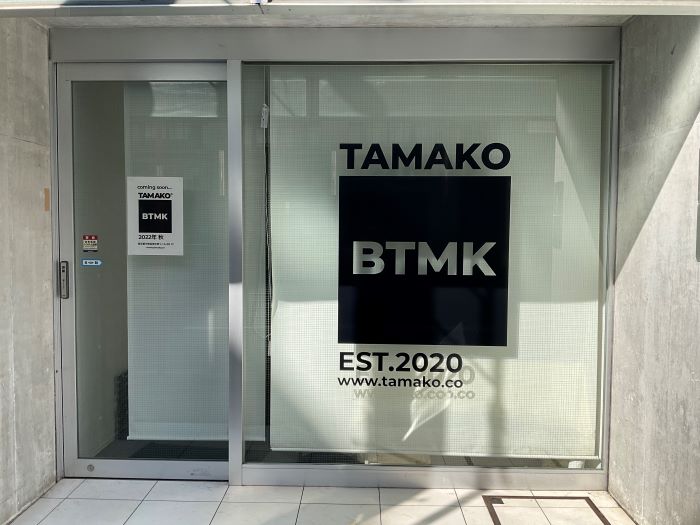 coming soon...
TAMAKO
BTMK
2022年 秋
TAMAKO
BTMK
EST.2020
www.tamako.co